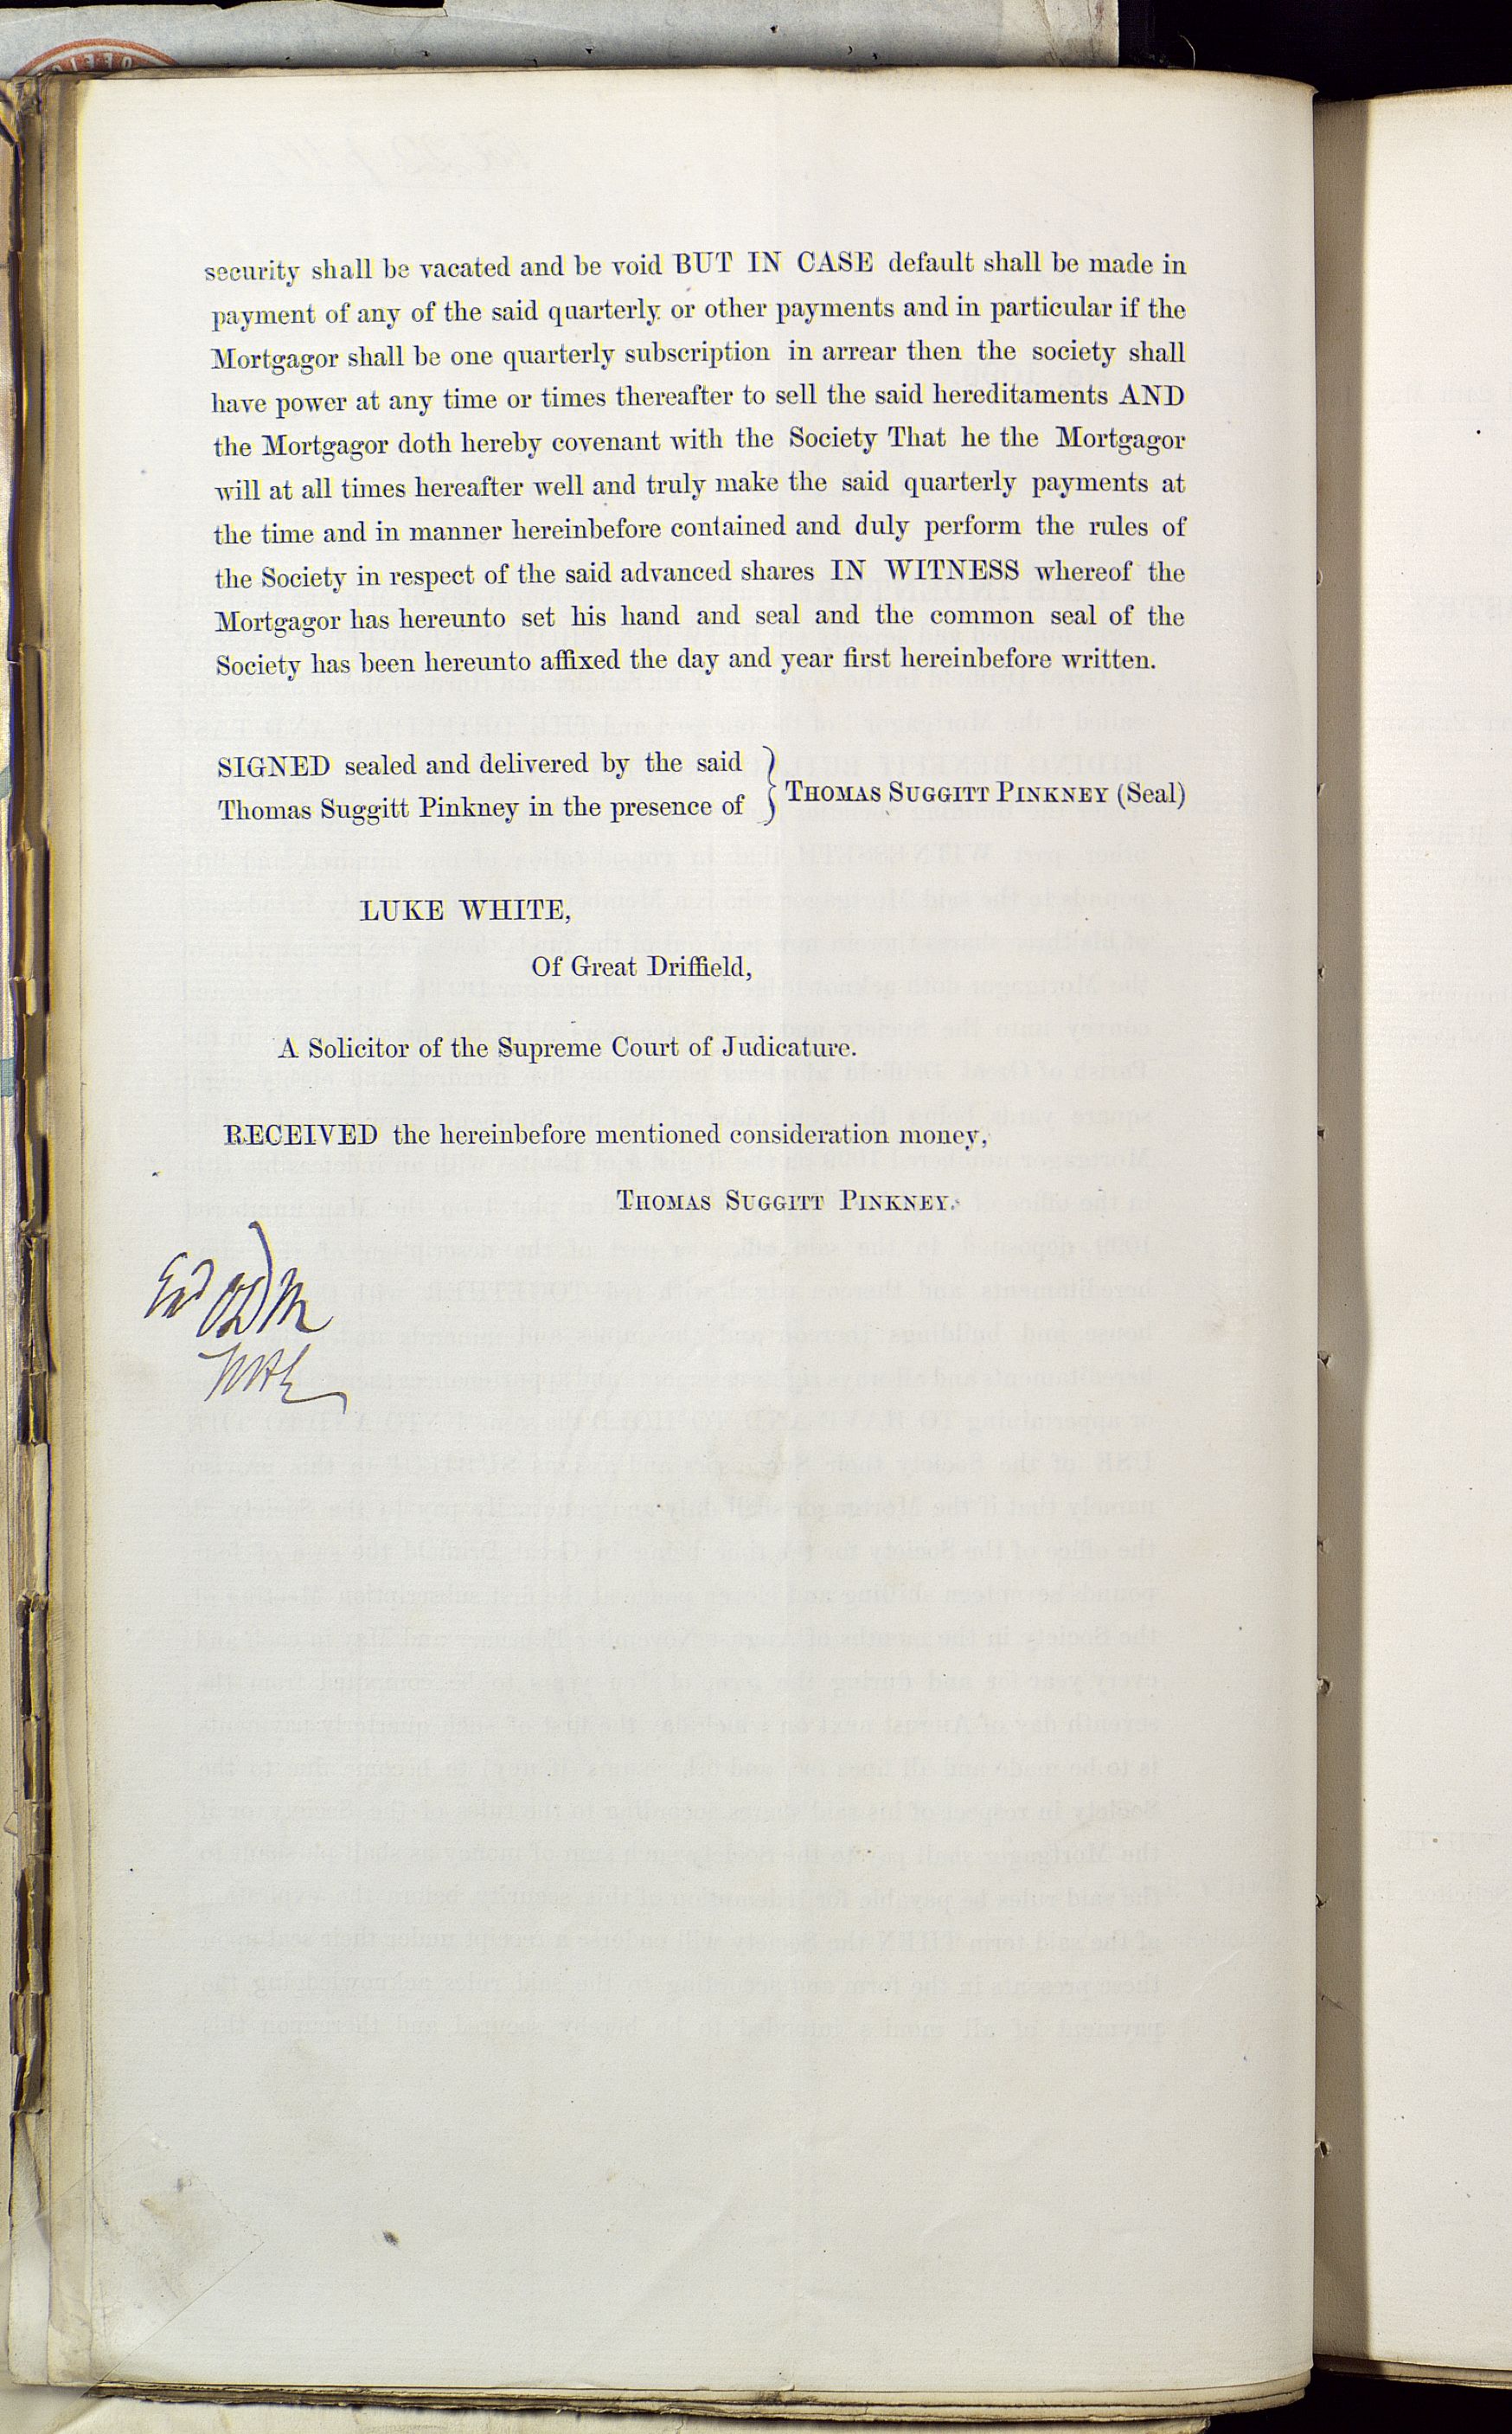 security shall be vacated and be void BUT IN CASE default shall be made in
payment of any of the said quarterly or other payments and in particular if the
Mortgagor shall be one quarterly subscription in arrear then the society shall
have power at any time or times thereafter to sell the said hereditaments AND
the Mortgagor doth hereby covenant with the Society That he the Mortgagor
will at all times hereafter well and truly make the said quarterly payments at
the time and in manner hereinbefore contained and duly perform the rules of
the Society in respect of the said advanced shares IN WITNESS whereof the
Mortgagor has hereunto set his hand and seal and the common seal of the
Society has been hereunto affixed the day and year first hereinbefore written.
SIGNED sealed and delivered by the said
Thomas Suggitt Pinkney in the presence of } THOMAS SUGGITT PINKNEY (Seal)
LUKE WHITE,
Of Great Driffield,
A Solicitor of the Supreme Court of Judicature.
RECEIVED the hereinbefore mentioned consideration money,
THOMAS SUGGITT PINKNEY.